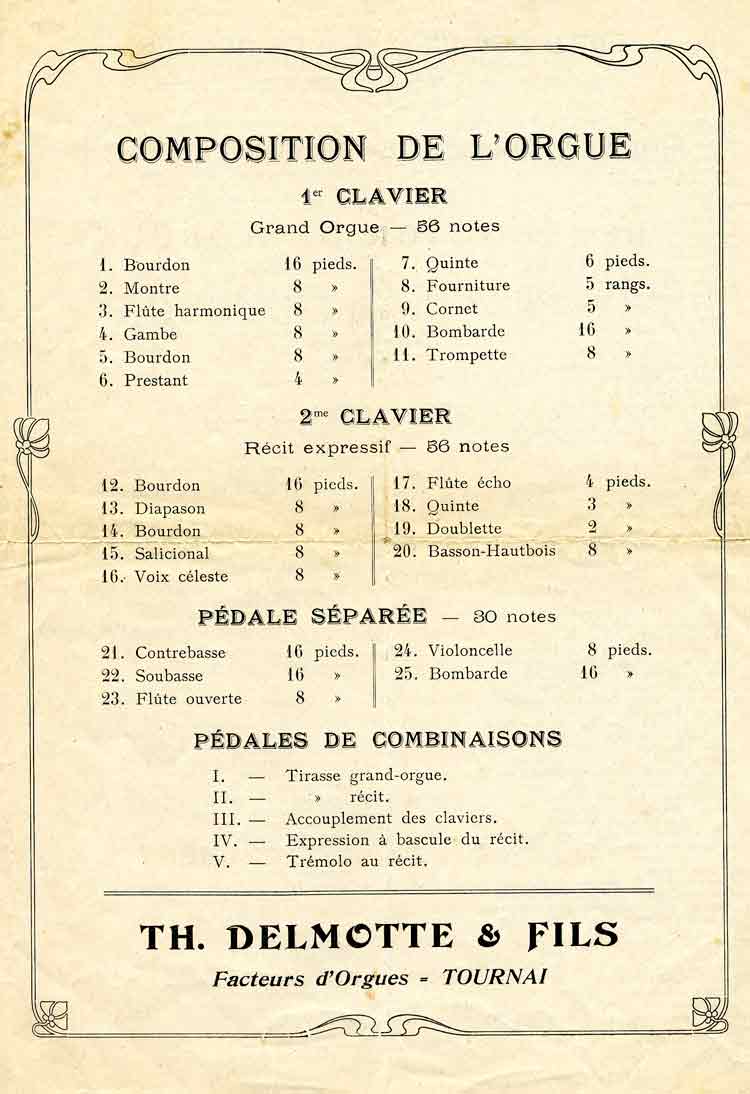 COMPOSITION DE L'ORGUE
1er CLAVIER
Grand Orgue — 56 notes
1. Bourdon 16 pieds.
2. Montre 8 »
3. Flûte harmonique 8 »
4. Gambe 8 »
5. Bourdon 8 »
6. Prestant 4 »
7. Quinte 6 pieds.
8. Fourniture 5 rangs.
9. Cornet 5 »
10. Bombarde 16 »
11. Trompette 8 »
2me CLAVIER
Récit expressif — 56 notes
12. Bourdon 16 pieds.
13. Diapason 8 »
14. Bourdon 8 »
15. Salicional 8 »
16. Voix céleste 8 »
17. Flûte écho 4 pieds.
18. Quinte 3 »
19. Doublette 2 »
20. Basson-Hautbois 8 »
PÉDALE SÉPARÉE — 30 notes
21. Contrebasse 16 pieds.
22. Soubasse 16 »
23. Flûte ouverte 8 »
24. Violoncelle 8 pieds.
25. Bombarde 16 »
PÉDALES DE COMBINAISONS
I. — Tirasse grand-orgue.
II. — » récit.
III. — Accouplement des claviers.
IV. — Expression à bascule du récit.
V. — Trémolo au récit.
TH. DELMOTTE & FILS
Facteurs d'Orgues = TOURNAI